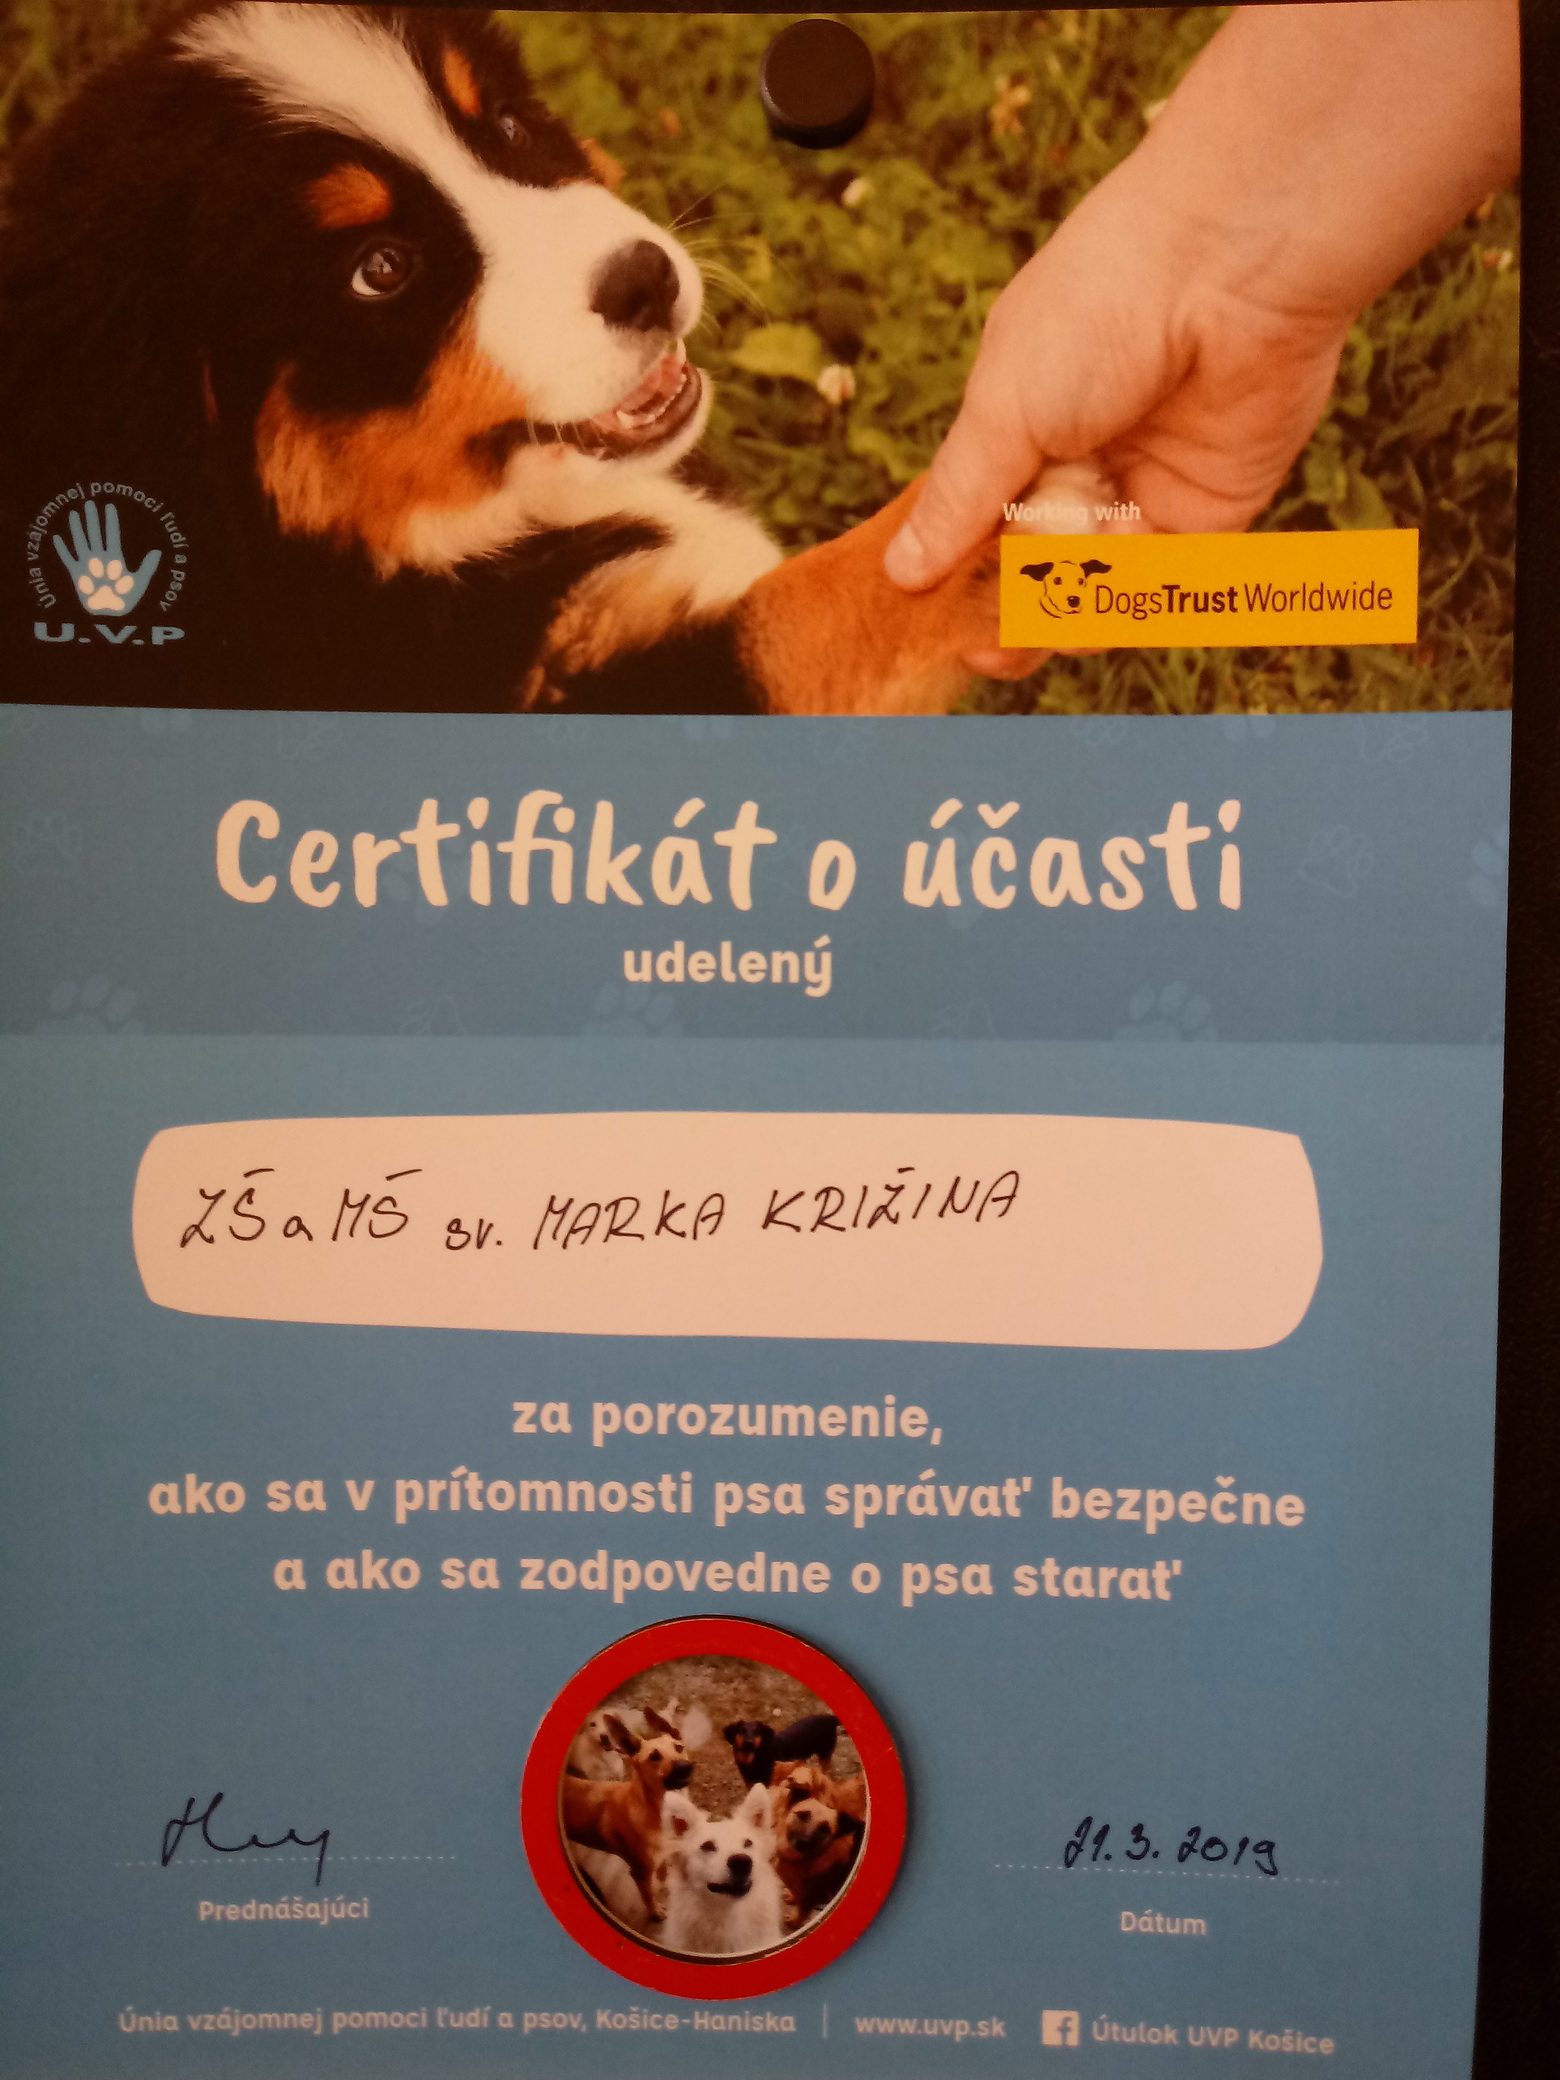 Únia vzájomnej pomoci ľudí a psov
U.V.P
Working with
DogsTrust Worldwide
Certifikát o účasti
udelený
ZŠ a MŠ sv. MARKA KRIŽINA
za porozumenie,
ako sa v prítomnosti psa správať bezpečne
a ako sa zodpovedne o psa starať
21.3.2019
Prednášajúci
Dátum
Únia vzájomnej pomoci ľudí a psov, Košice-Haniska | www.uvp.sk Útulok UVP Košice